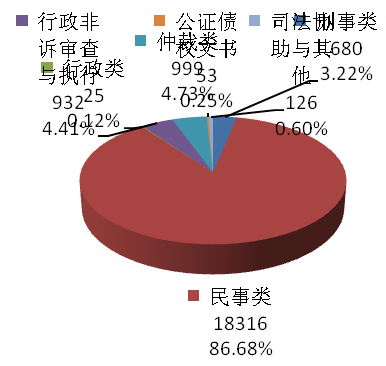 行政非
诉审查
与执行
932
4.41%
行政类
25
0.12%
仲裁类
999
4.73%
公证债
权文书
53
0.25%
司法协
助与其
他
126
0.60%
刑事类
680
3.22%
民事类
18316
86.68%